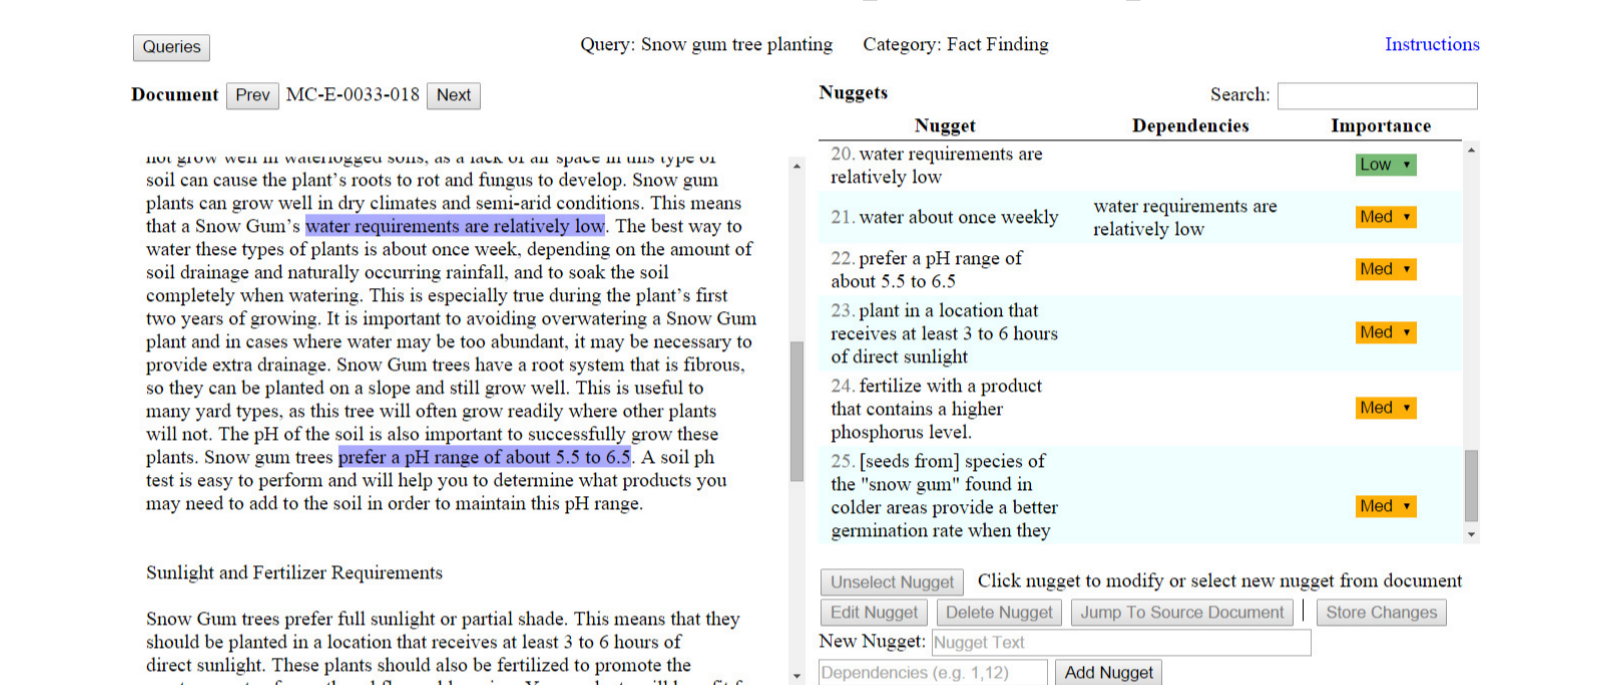 Queries
Query: Snow gum tree planting Category: Fact Finding
Instructions
Document Prev MC-E-0033-018 Next
not grow well in waterlogged soils, as a lack of air space in this type of
soil can cause the plant's roots to rot and fungus to develop. Snow gum
plants can grow well in dry climates and semi-arid conditions. This means
that a Snow Gum's water requirements are relatively low. The best way to
water these types of plants is about once week, depending on the amount of
soil drainage and naturally occurring rainfall, and to soak the soil
completely when watering. This is especially true during the plant's first
two years of growing. It is important to avoiding overwatering a Snow Gum
plant and in cases where water may be too abundant, it may be necessary to
provide extra drainage. Snow Gum trees have a root system that is fibrous,
so they can be planted on a slope and still grow well. This is useful to
many yard types, as this tree will often grow readily where other plants
will not. The pH of the soil is also important to successfully grow these
plants. Snow gum trees prefer a pH range of about 5.5 to 6.5. A soil ph
test is easy to perform and will help you to determine what products you
may need to add to the soil in order to maintain this pH range.
Sunlight and Fertilizer Requirements
Snow Gum trees prefer full sunlight or partial shade. This means that they
should be planted in a location that receives at least 3 to 6 hours of
direct sunlight. These plants should also be fertilized to promote the
Nuggets
Search:
Nugget Dependencies Importance
20. water requirements are
relatively low
Low
21. water about once weekly
water requirements are
relatively low
Med
22. prefer a pH range of
about 5.5 to 6.5
Med
23. plant in a location that
receives at least 3 to 6 hours
of direct sunlight
Med
24. fertilize with a product
that contains a higher
phosphorus level.
Med
25. [seeds from] species of
the "snow gum" found in
colder areas provide a better
germination rate when they
Med
Unselect Nugget Click nugget to modify or select new nugget from document
Edit Nugget Delete Nugget Jump To Source Document | Store Changes
New Nugget: Nugget Text
Dependencies (e.g. 1,12) Add Nugget